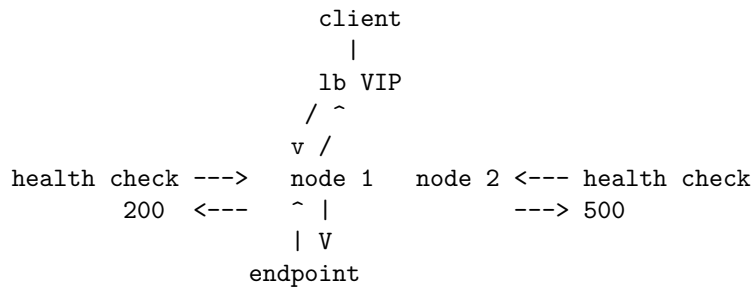 client
|
lb VIP
/ ^
v /
health check ---> node 1 node 2 <--- health check
200 <--- ^ | ---> 500
| V
endpoint